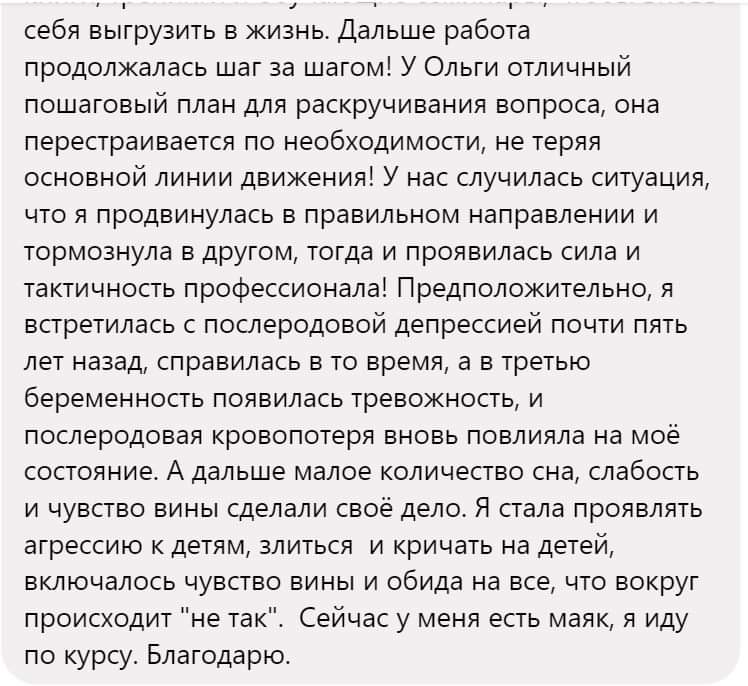 себя выгрузить в жизнь. Дальше работа
продолжалась шаг за шагом! У Ольги отличный
пошаговый план для раскручивания вопроса, она
перестраивается по необходимости, не теряя
основной линии движения! У нас случилась ситуация,
что я продвинулась в правильном направлении и
тормознула в другом, тогда и проявилась сила и
тактичность профессионала! Предположительно, я
встретилась с послеродовой депрессией почти пять
лет назад, справилась в то время, а в третью
беременность появилась тревожность, и
послеродовая кровопотеря вновь повлияла на моё
состояние. А дальше малое количество сна, слабость
и чувство вины сделали своё дело. Я стала проявлять
агрессию к детям, злиться  и кричать на детей,
включалось чувство вины и обида на все, что вокруг
происходит "не так".  Сейчас у меня есть маяк, я иду
по курсу. Благодарю.